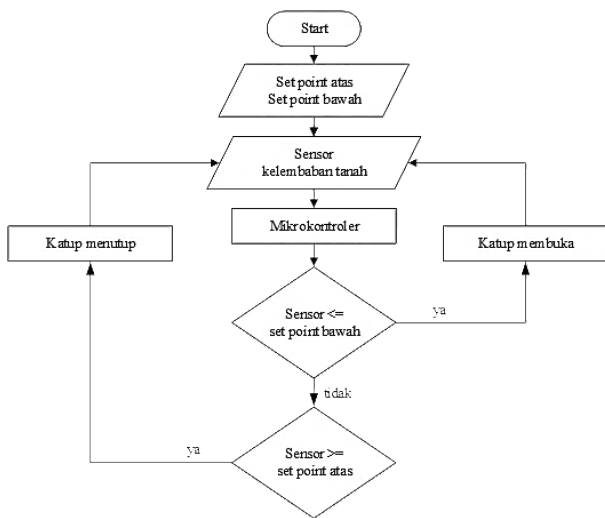 Start
Set point atas
Set point bawah
Sensor
kelembaban tanah
Mikrokontroler
Katup menutup
Katup membuka
Sensor <=
set point bawah
ya
tidak
Sensor >=
set point atas
ya